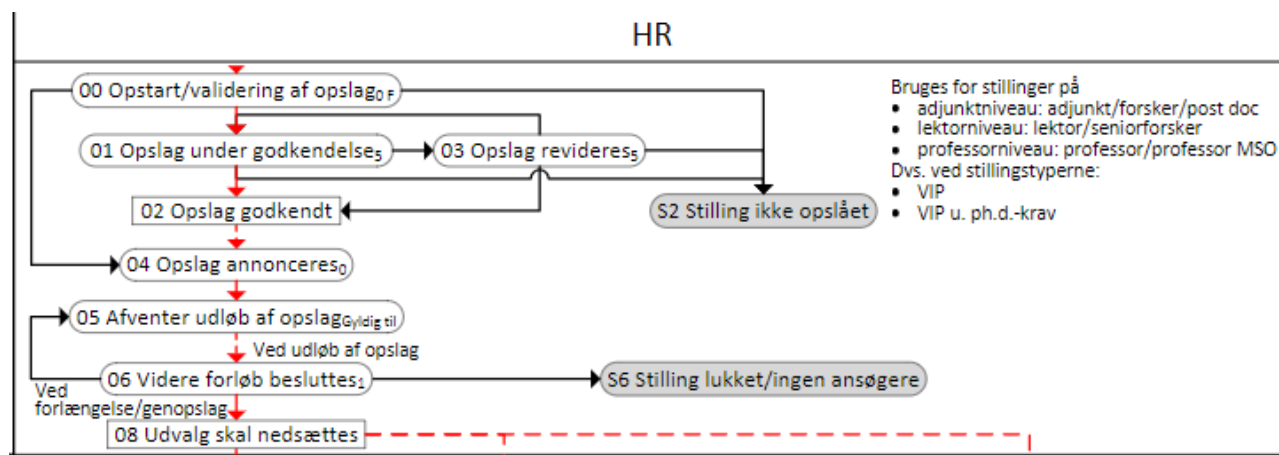 HR
00 Opstart/validering af opslag0 F
01 Opslag under godkendelse5
03 Opslag revideres5
02 Opslag godkendt
S2 Stilling ikke opslået
04 Opslag annonceres0
05 Afventer udløb af opslagGyldig til
Ved udløb af opslag
06 Videre forløb besluttes1
S6 Stilling lukket/ingen ansøgere
Ved
forlængelse/genopslag
08 Udvalg skal nedsættes
Bruges for stillinger på
• adjunktniveau: adjunkt/forsker/post doc
• lektorniveau: lektor/seniorforsker
• professorniveau: professor/professor MSO
Dvs. ved stillingstyperne:
• VIP
• VIP u. ph.d.-krav